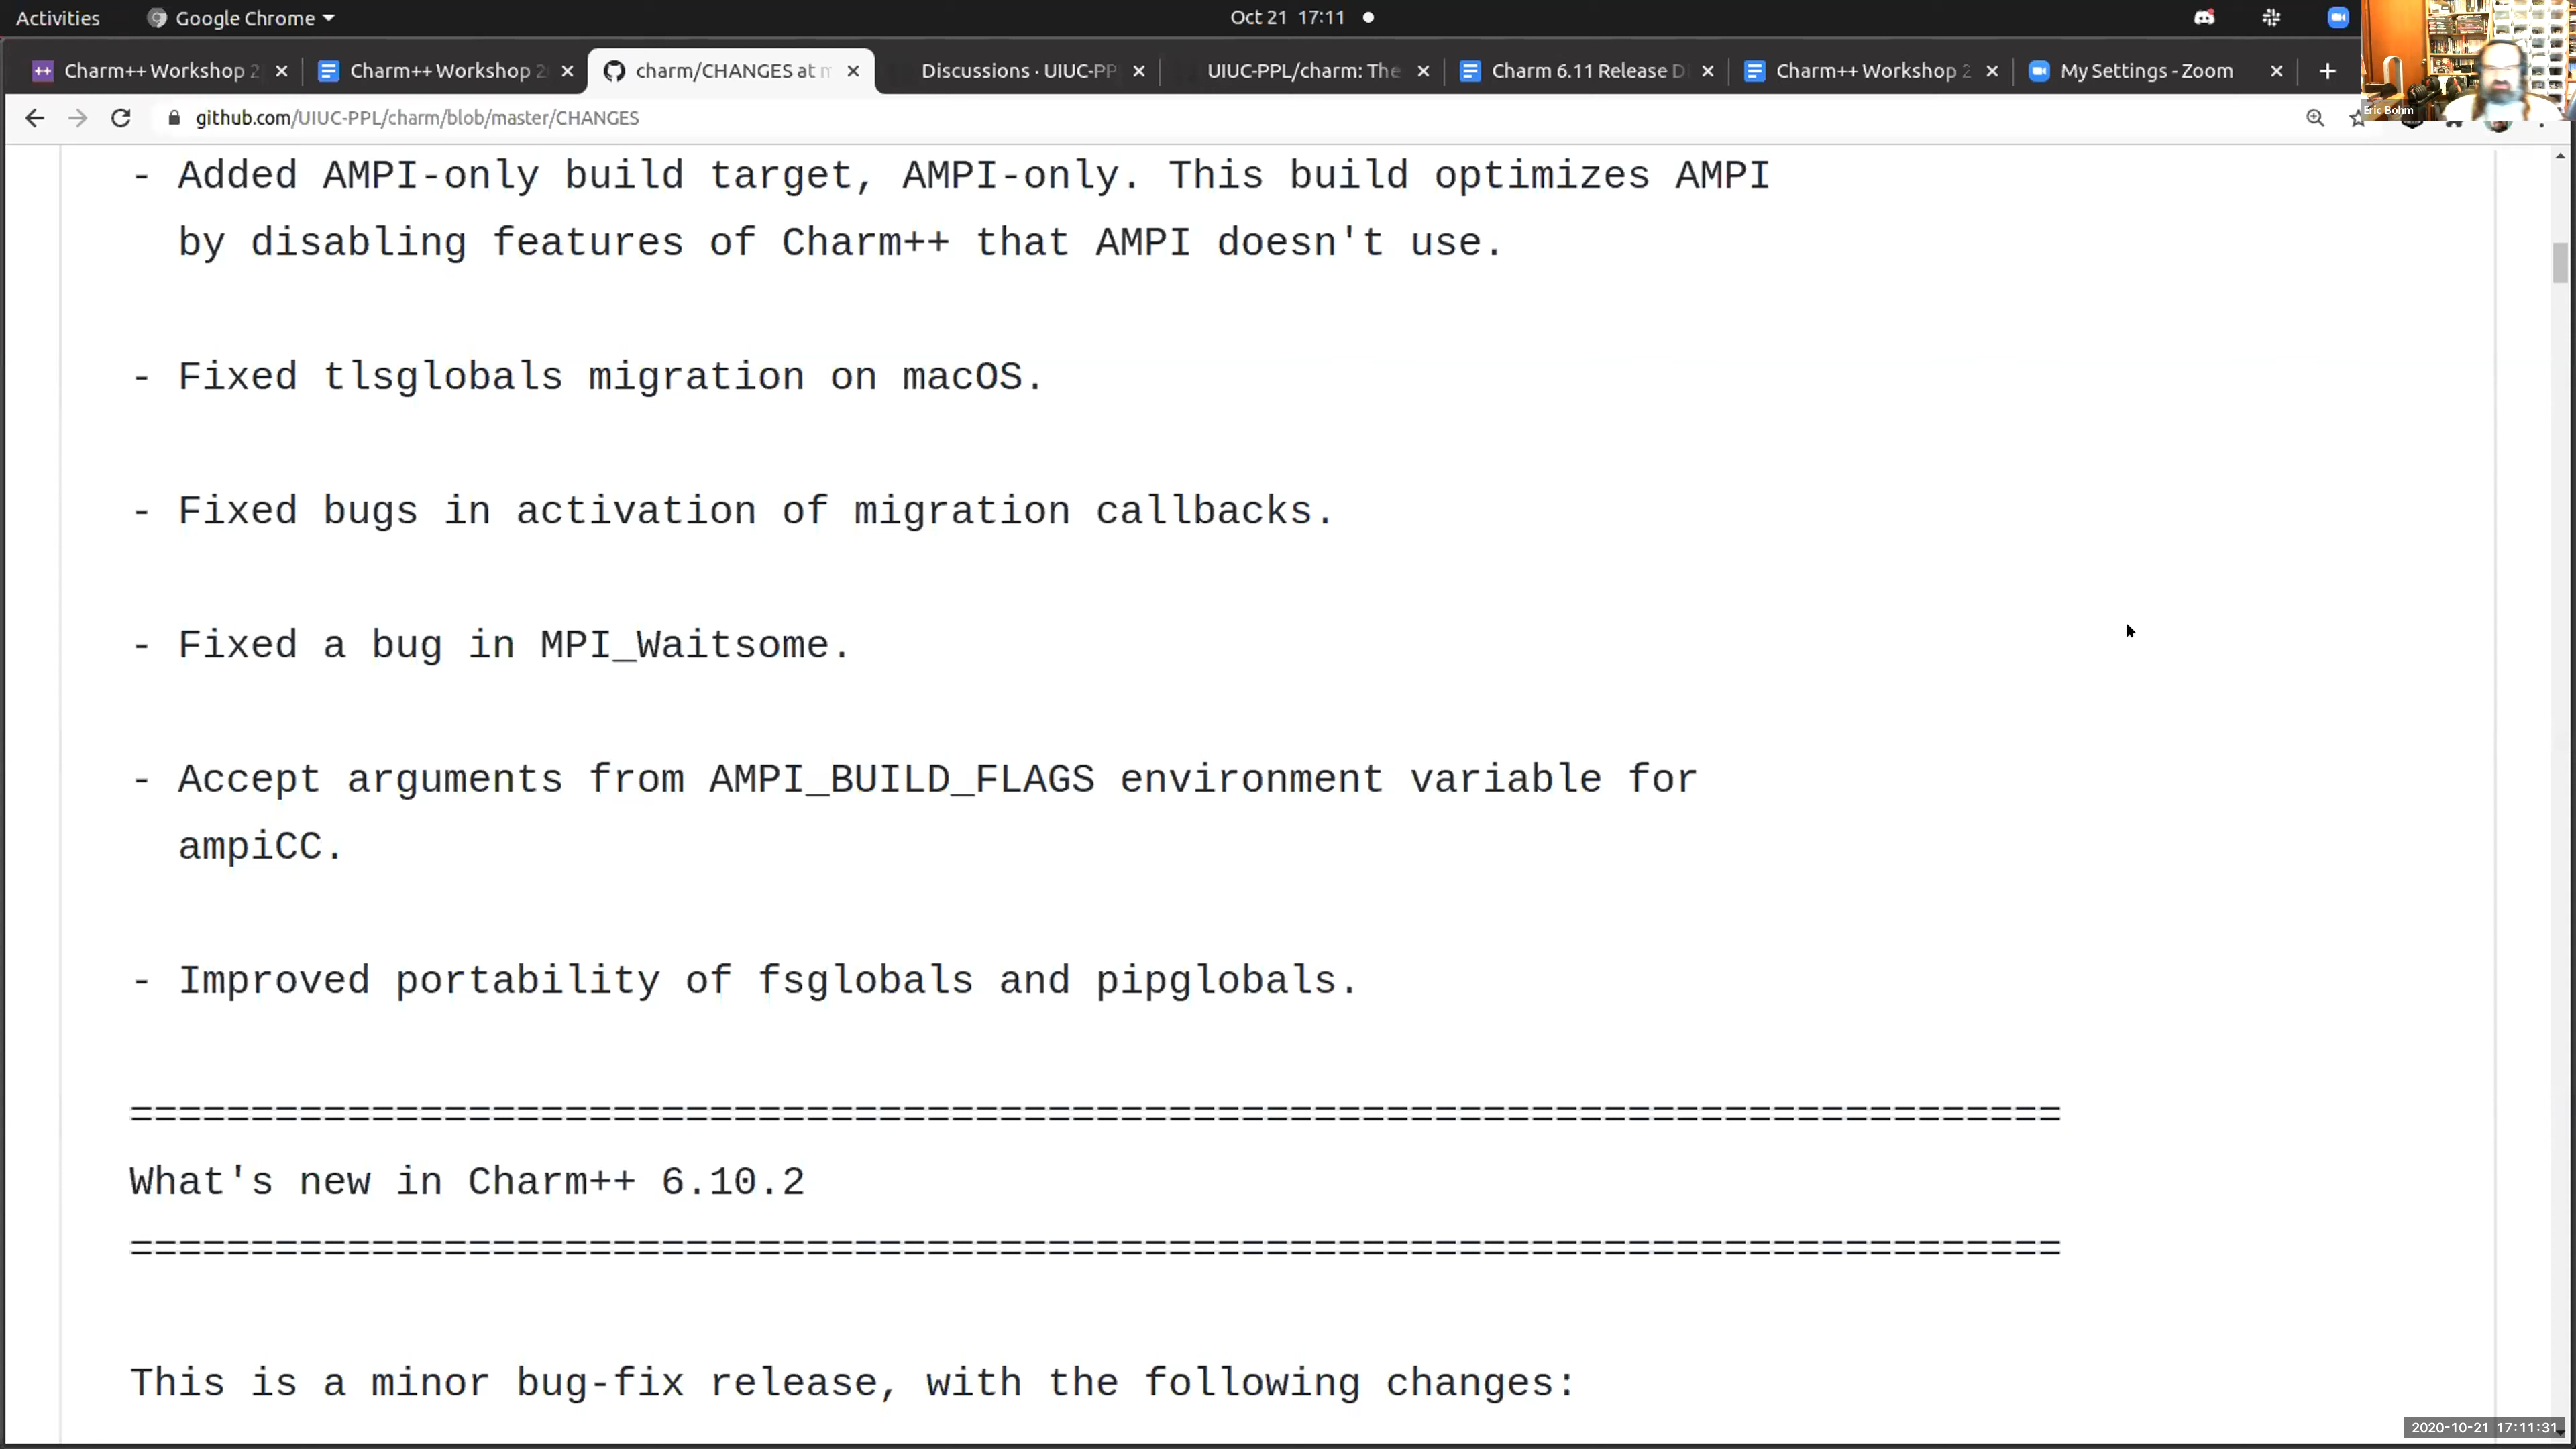 Activities
Google Chrome
Oct 21 17:11
Charm++ Workshop 2
Charm++ Workshop 2
charm/CHANGES at m
Discussions · UIUC-PP
UIUC-PPL/charm: The
Charm 6.11 Release D
Charm++ Workshop 2
My Settings - Zoom
Eric Bohm
github.com/UIUC-PPL/charm/blob/master/CHANGES
- Added AMPI-only build target, AMPI-only. This build optimizes AMPI
by disabling features of Charm++ that AMPI doesn't use.
- Fixed tlsglobals migration on macOS.
- Fixed bugs in activation of migration callbacks.
- Fixed a bug in MPI_Waitsome.
- Accept arguments from AMPI_BUILD_FLAGS environment variable for
ampiCC.
- Improved portability of fsglobals and pipglobals.
================================================================================
What's new in Charm++ 6.10.2
================================================================================
This is a minor bug-fix release, with the following changes:
2020-10-21 17:11:31